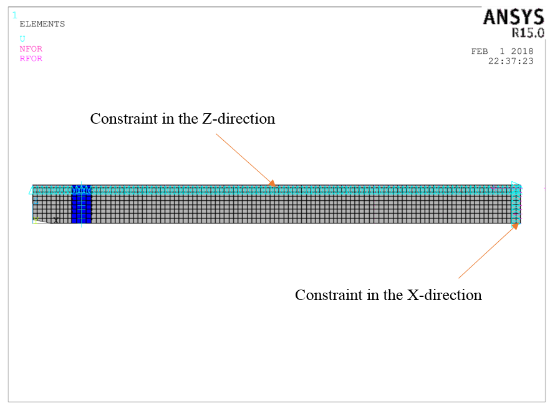 1
ELEMENTS
U
NFOR
RFOR
ANSYS
R15.0
FEB 1 2018
22:37:23
Constraint in the Z-direction
X
Constraint in the X-direction